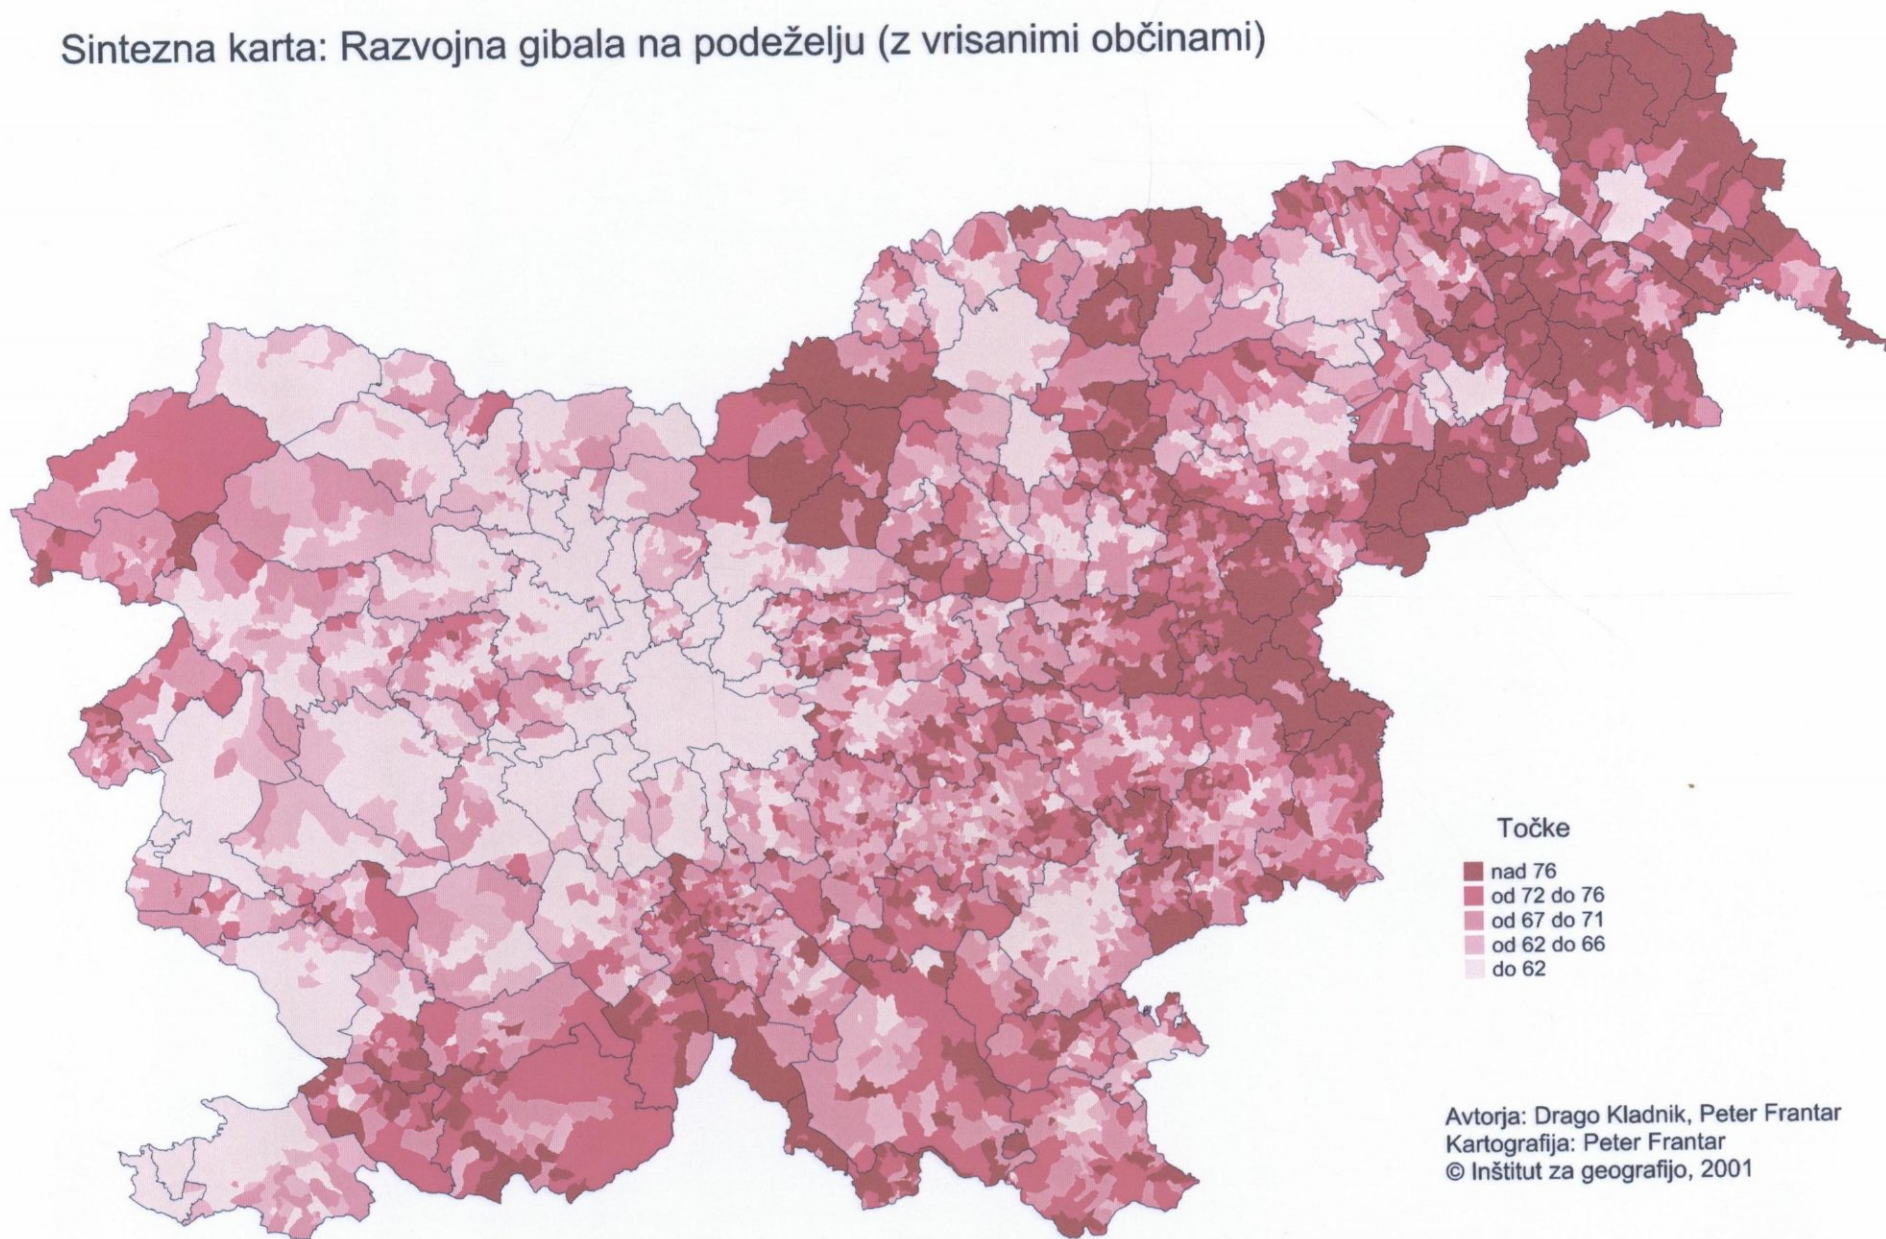 Sintezna karta: Razvojna gibala na podeželju (z vrisanimi občinami)
Točke
nad 76
od 72 do 76
od 67 do 71
od 62 do 66
do 62
Avtorja: Drago Kladnik, Peter Frantar
Kartografija: Peter Frantar
© Inštitut za geografijo, 2001